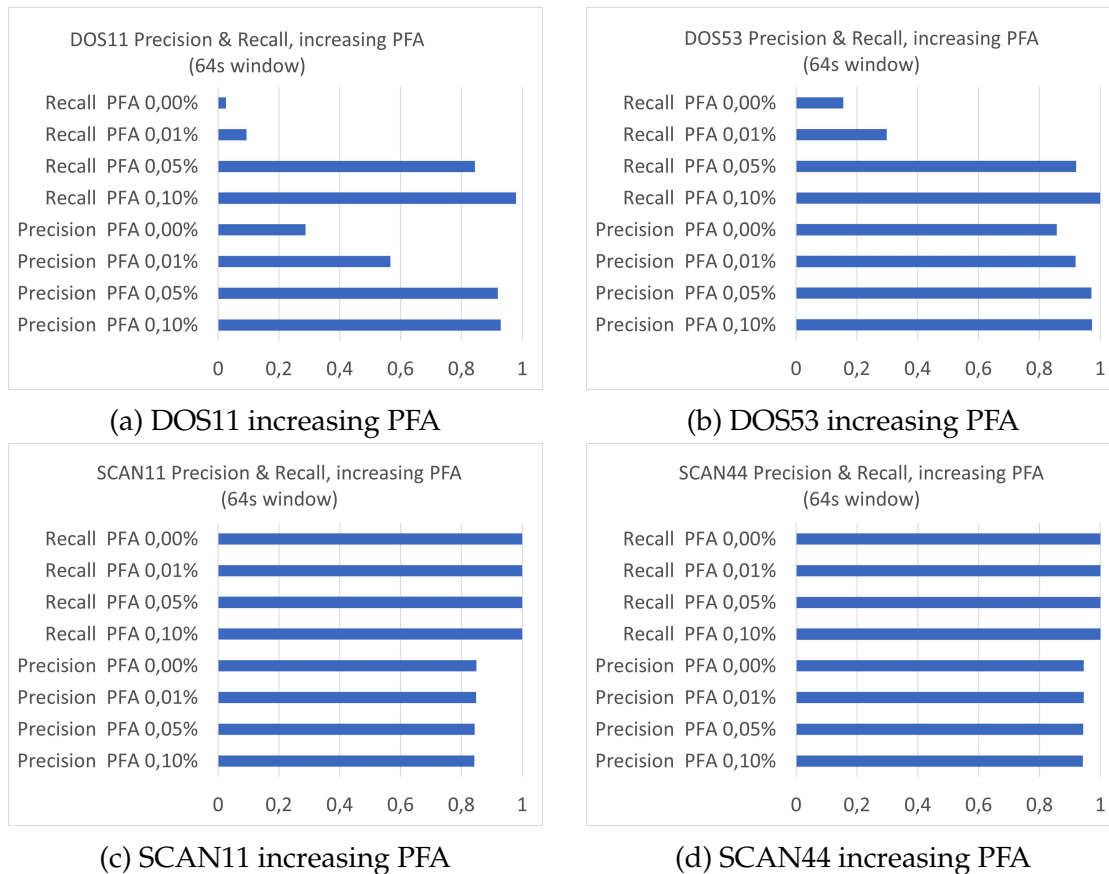 DOS11 Precision & Recall, increasing PFA
(64s window)
Recall PFA 0,00%
Recall PFA 0,01%
Recall PFA 0,05%
Recall PFA 0,10%
Precision PFA 0,00%
Precision PFA 0,01%
Precision PFA 0,05%
Precision PFA 0,10%
0 0,2 0,4 0,6 0,8 1
(a) DOS11 increasing PFA
DOS53 Precision & Recall, increasing PFA
(64s window)
Recall PFA 0,00%
Recall PFA 0,01%
Recall PFA 0,05%
Recall PFA 0,10%
Precision PFA 0,00%
Precision PFA 0,01%
Precision PFA 0,05%
Precision PFA 0,10%
0 0,2 0,4 0,6 0,8 1
(b) DOS53 increasing PFA
SCAN11 Precision & Recall, increasing PFA
(64s window)
Recall PFA 0,00%
Recall PFA 0,01%
Recall PFA 0,05%
Recall PFA 0,10%
Precision PFA 0,00%
Precision PFA 0,01%
Precision PFA 0,05%
Precision PFA 0,10%
0 0,2 0,4 0,6 0,8 1
(c) SCAN11 increasing PFA
SCAN44 Precision & Recall, increasing PFA
(64s window)
Recall PFA 0,00%
Recall PFA 0,01%
Recall PFA 0,05%
Recall PFA 0,10%
Precision PFA 0,00%
Precision PFA 0,01%
Precision PFA 0,05%
Precision PFA 0,10%
0 0,2 0,4 0,6 0,8 1
(d) SCAN44 increasing PFA